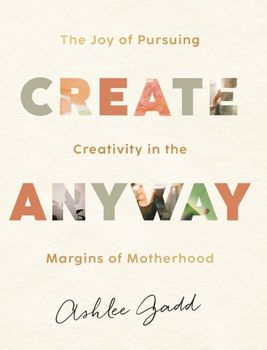 The Joy of Pursuing
CREATE
Creativity in the
ANYWAY
Margins of Motherhood
Ashlee Gadd